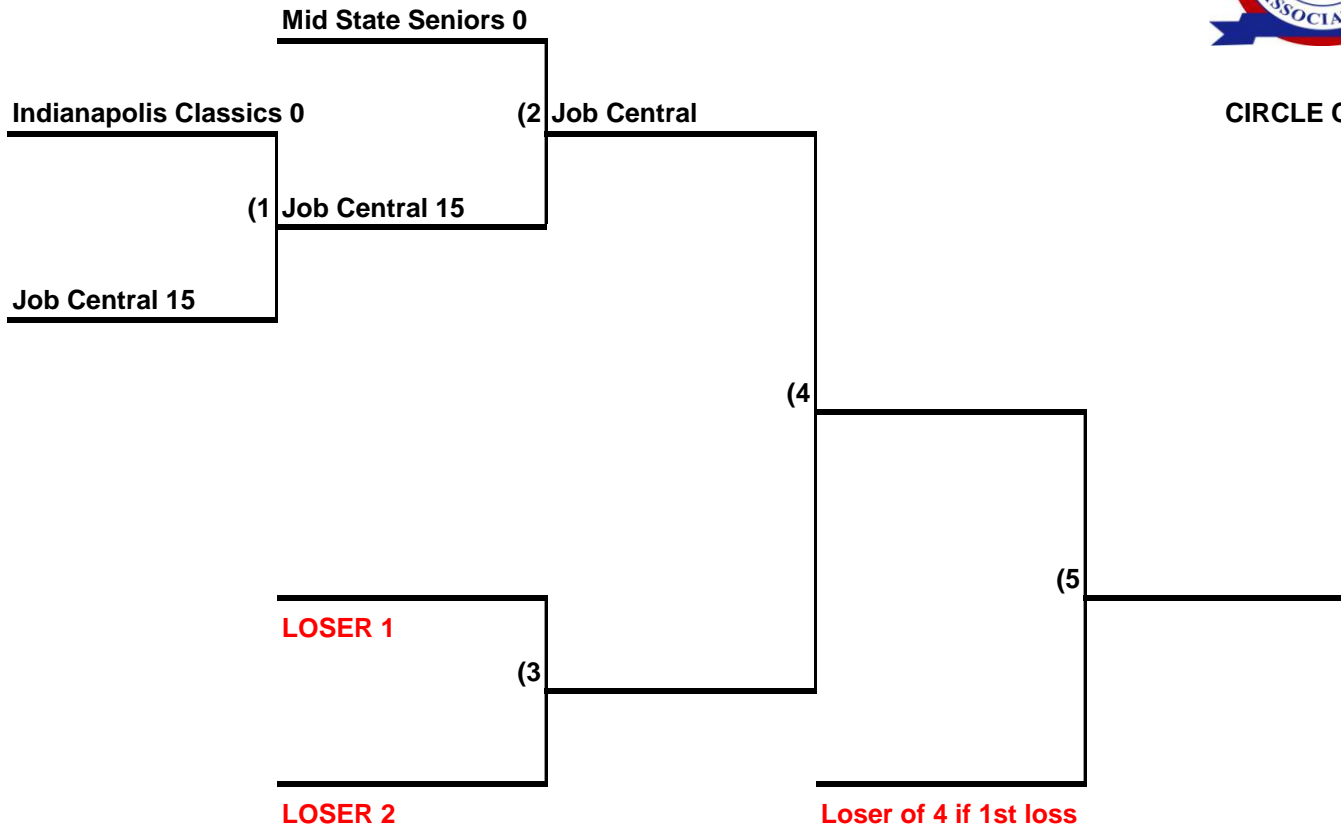 Mid State Seniors 0
Indianapolis Classics 0
(2 Job Central
CIRCLE
(1 Job Central 15
Job Central 15
(4
(5
LOSER 1
(3
LOSER 2
Loser of 4 if 1st loss